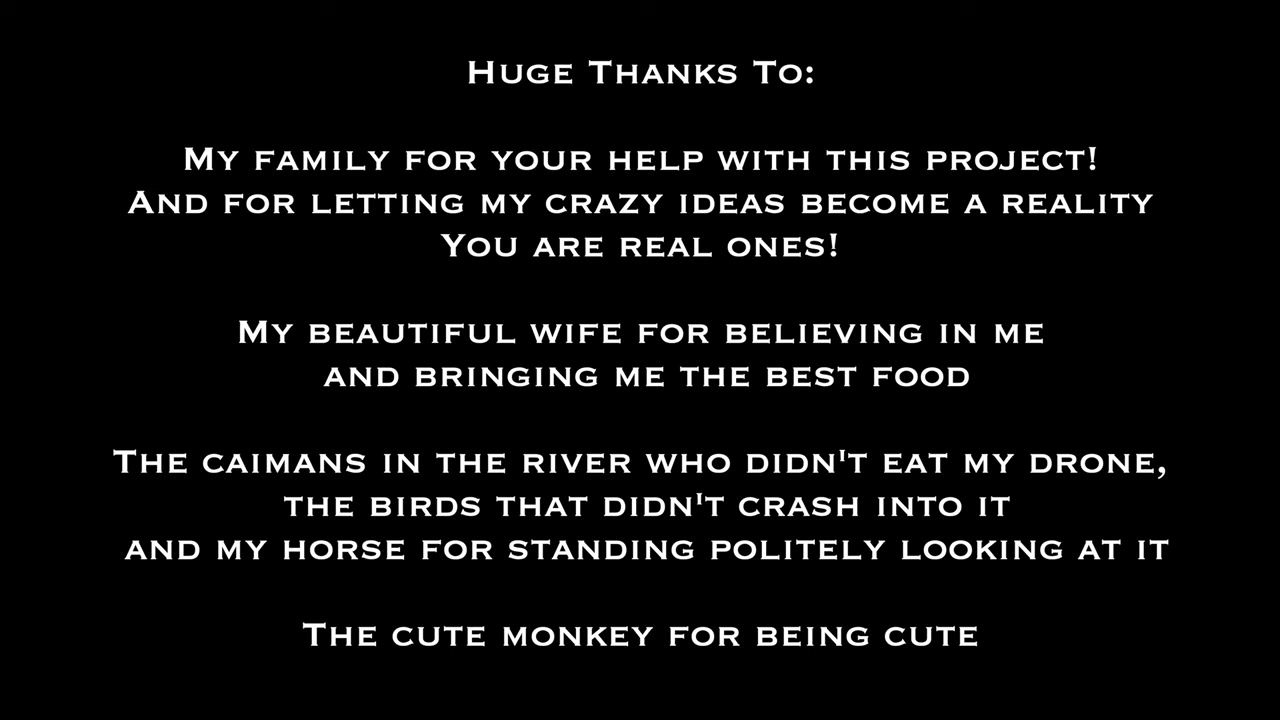 Huge Thanks To:
My family for your help with this project!
And for letting my crazy ideas become a reality
You are real ones!
My beautiful wife for believing in me
and bringing me the best food
The caimans in the river who didn't eat my drone,
the birds that didn't crash into it
and my horse for standing politely looking at it
The cute monkey for being cute